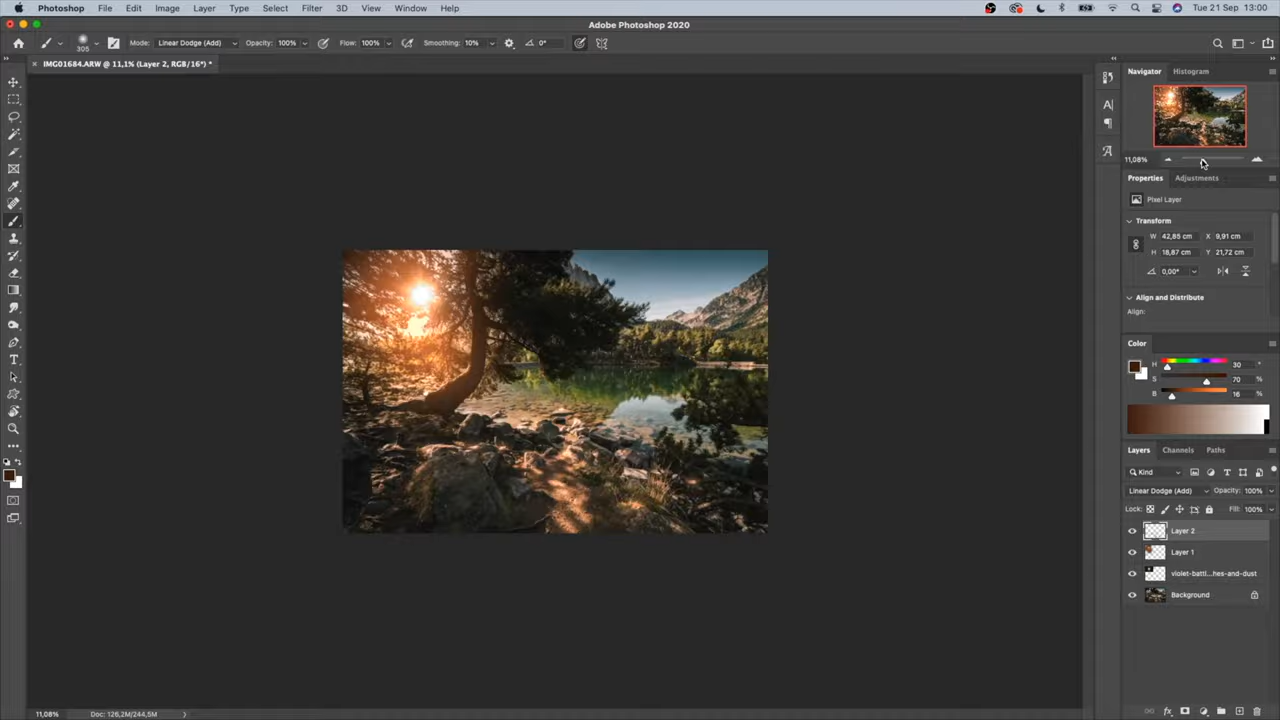 Photoshop File Edit Image Layer Type Select Filter 3D View Window Help Tue 21 Sep 13:00
Adobe Photoshop 2020
305 Mode: Linear Dodge (Add) Opacity: 100% Flow: 100% Smoothing: 10% 0°
IMG01684.ARW @ 11,1% (Layer 2, RGB/16*) *
Navigator Histogram
11,08%
Properties Adjustments
Pixel Layer
Transform
W 42,85 cm X 9,91 cm
H 18,87 cm Y 21,72 cm
0,00°
Align and Distribute
Align:
Color
H 30 °
S 70 %
B 16 %
Layers Channels Paths
Kind
Linear Dodge (Add) Opacity: 100%
Lock: Fill: 100%
Layer 2
Layer 1
violet-battl...hes-and-dust
Background
11,08% Doc: 126,2M/244,5M